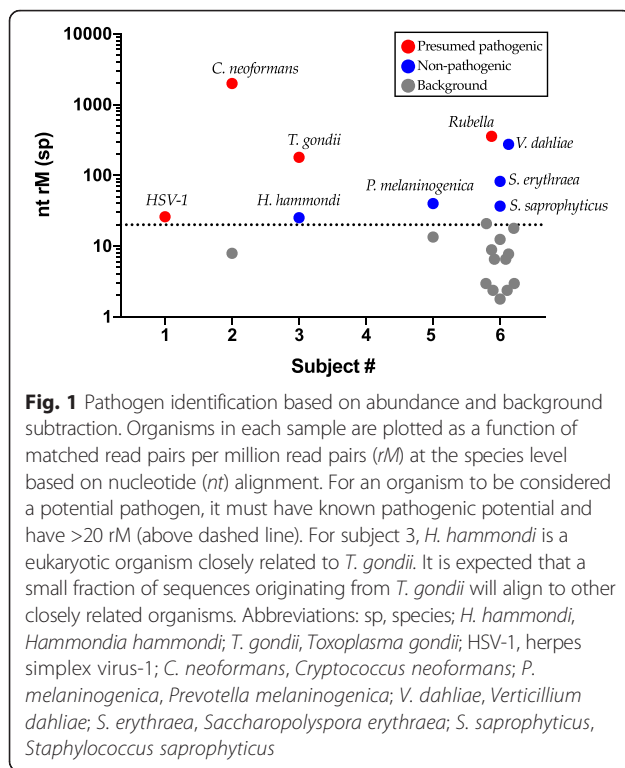 10000
1000
100
10
1
nt rM (sp)
C. neoformans
T. gondii
HSV-1
H. hammondi
P. melaninogenica
Rubella
V. dahliae
S. erythraea
S. saprophyticus
Presumed pathogenic
Non-pathogenic
Background
1 2 3 4 5 6
Subject #
Fig. 1 Pathogen identification based on abundance and background
subtraction. Organisms in each sample are plotted as a function of
matched read pairs per million read pairs (rM) at the species level
based on nucleotide (nt) alignment. For an organism to be considered
a potential pathogen, it must have known pathogenic potential and
have >20 rM (above dashed line). For subject 3, H. hammondi is a
eukaryotic organism closely related to T. gondii. It is expected that a
small fraction of sequences originating from T. gondii will align to other
closely related organisms. Abbreviations: sp, species; H. hammondi,
Hammondia hammondi; T. gondii, Toxoplasma gondii; HSV-1, herpes
simplex virus-1; C. neoformans, Cryptococcus neoformans; P.
melaninogenica, Prevotella melaninogenica; V. dahliae, Verticillium
dahliae; S. erythraea, Saccharopolyspora erythraea; S. saprophyticus,
Staphylococcus saprophyticus